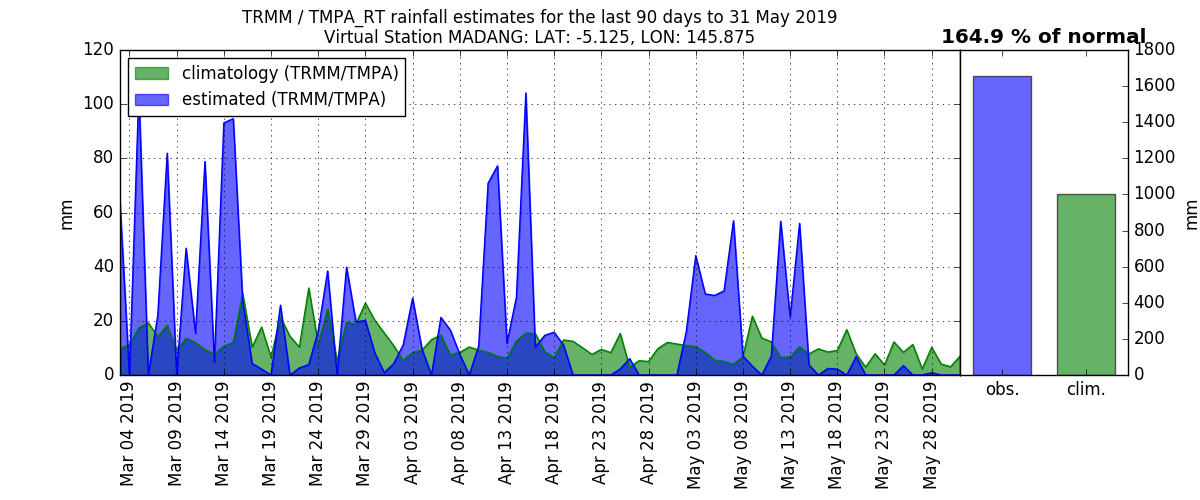 TRMM / TMPA_RT rainfall estimates for the last 90 days to 31 May 2019
Virtual Station MADANG: LAT: -5.125, LON: 145.875
164.9 % of normal
climatology (TRMM/TMPA)
estimated (TRMM/TMPA)
mm
120
100
80
60
40
20
0
Mar 04 2019
Mar 09 2019
Mar 14 2019
Mar 19 2019
Mar 24 2019
Mar 29 2019
Apr 03 2019
Apr 08 2019
Apr 13 2019
Apr 18 2019
Apr 23 2019
Apr 28 2019
May 03 2019
May 08 2019
May 13 2019
May 18 2019
May 23 2019
May 28 2019
obs.
clim.
1800
1600
1400
1200
1000
800
600
400
200
0
mm